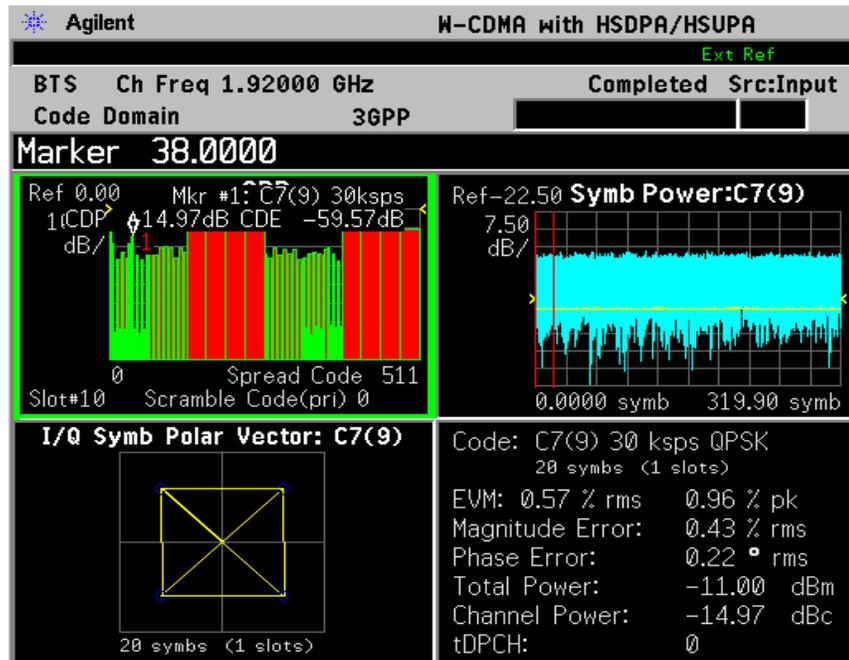 Agilent W-CDMA with HSDPA/HSUPA
Ext Ref
BTS Ch Freq 1.92000 GHz Completed Src:Input
Code Domain 3GPP
Marker 38.0000
Ref 0.00 Mkr #1: C7(9) 30ksps
CDP -14.97dB CDE -59.57dB
dB/ 1
0 Spread Code 511
Slot#10 Scramble Code(pri) 0
Ref-22.50 Symb Power:C7(9)
7.50
dB/
0.0000 symb 319.90 symb
I/Q Symb Polar Vector: C7(9)
20 symbs (1 slots)
Code: C7(9) 30 ksps QPSK
20 symbs (1 slots)
EVM: 0.57 % rms 0.96 % pk
Magnitude Error: 0.43 % rms
Phase Error: 0.22 ° rms
Total Power: -11.00 dBm
Channel Power: -14.97 dBc
tDPCH: 0